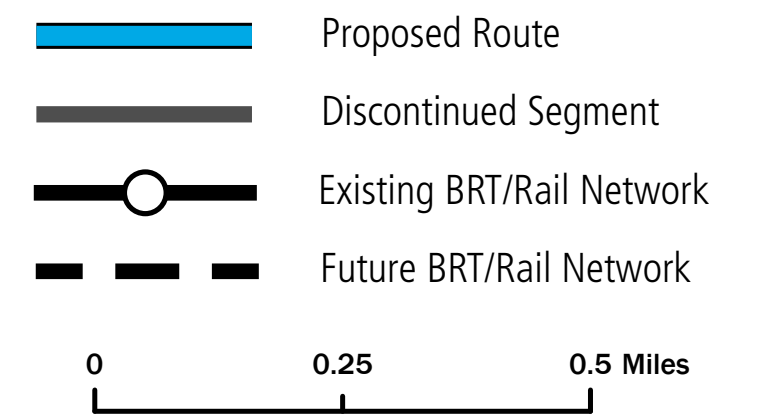 Proposed Route
Discontinued Segment
Existing BRT/Rail Network
Future BRT/Rail Network
0 0.25 0.5 Miles